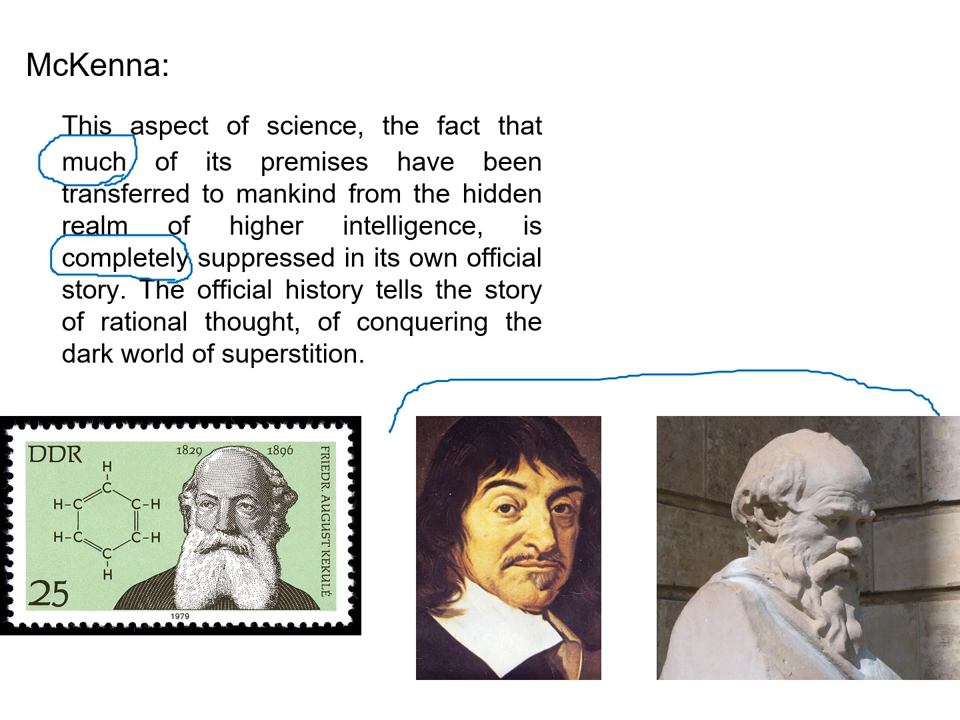 McKenna:
This aspect of science, the fact that
much of its premises have been
transferred to mankind from the hidden
realm of higher intelligence, is
completely suppressed in its own official
story. The official history tells the story
of rational thought, of conquering the
dark world of superstition.
DDR
1829 1896
H
H-C C-H
H-C C-H
H
25
FRIEDR. AUGUST KEKULÉ
1979